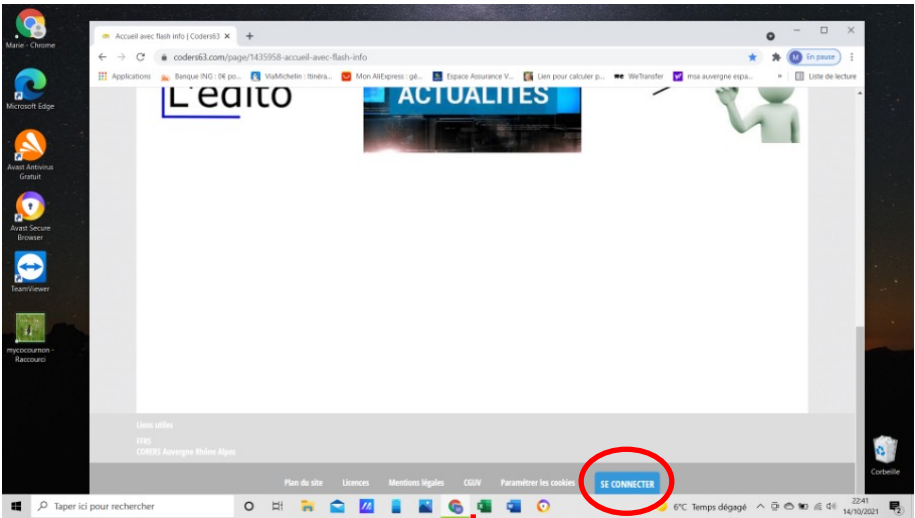 Marie - Chrome
Microsoft Edge
Avast Antivirus
Gratuit
Avast Secure
Browser
TeamViewer
mycocournon -
Raccourci
Accueil avec flash info | Coders63
coders63.com/page/1435958-accueil-avec-flash-info
M En pause
Applications Banque ING : 0€ po... ViaMichelin : Itinéra... Mon AliExpress : gé... Espace Assurance V... Lien pour calculer p... WeTransfer msa auvergne espa... » Liste de lecture
L'édito
ACTUALITES
Liens utiles
FFRS
CORERS Auvergne Rhône Alpes
Plan du site Licences Mentions légales CGUV Paramétrer les cookies SE CONNECTER
Corbeille
Taper ici pour rechercher
6°C Temps dégagé
22:41
14/10/2021